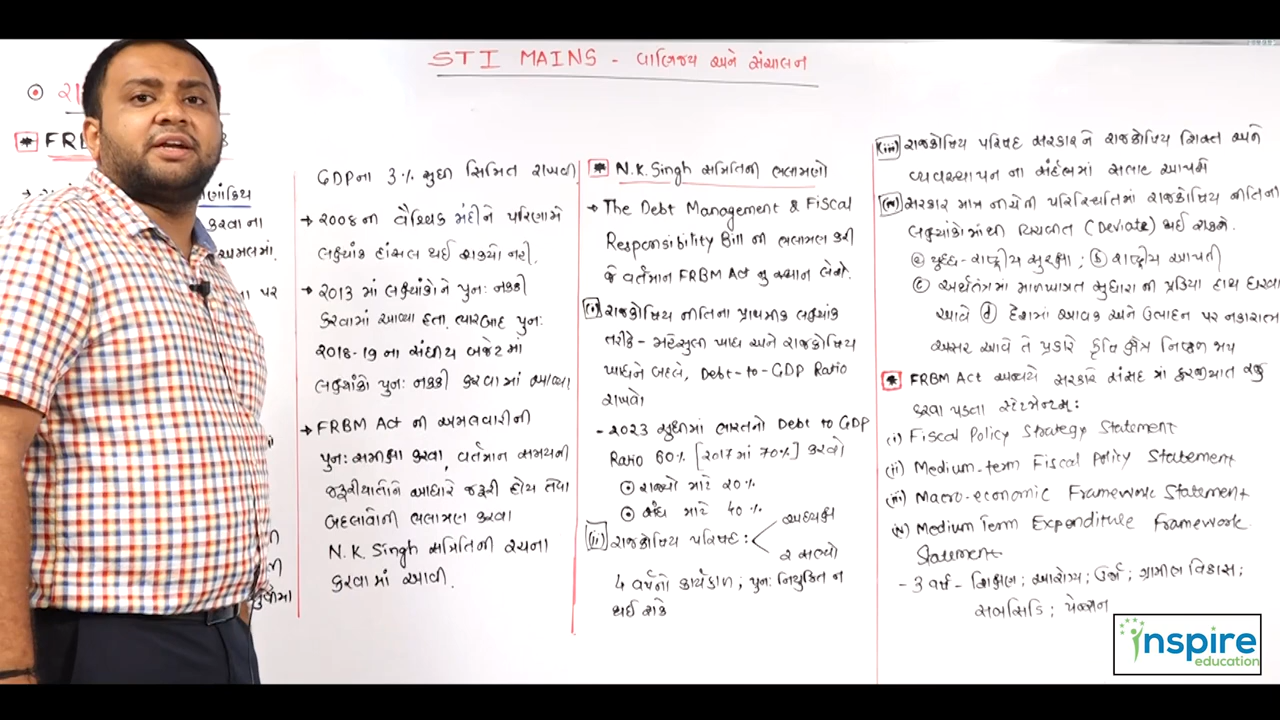 STI MAINS - વાણિજ્ય અને સંચાલન
રા
* FRB
ણાંકિય
કરવા ના
અમલમાં.
ના પર
GDPના 3% સુધી સિમિત રાખવી
→ 2008 ની વૈશ્વિક મંદીને પરિણામે
લક્ષ્યાંક હાંસલ થઈ શક્યો નહી.
→ 2013 માં લક્ષ્યાંકોને પુનઃ નક્કી
કરવામાં આવ્યા હતા. ત્યારબાદ પુનઃ
2018-19 ના સંઘીય બજેટ માં
લક્ષ્યાંકો પુનઃ નક્કી કરવા માં આવ્યા
→ FRBM Act ની અમલવારીની
પુનઃ સમીક્ષા કરવા, વર્તમાન સમયની
જરૂરીયાતોને આધારે જરૂરી હોય તેવા
બદલાવોની ભલામણ કરવા
N. K. Singh સમિતિની રચના
કરવામાં આવી.
* N.K. Singh સમિતિની ભલામણો
→ The Debt Management & Fiscal
Responsibility Bill ની ભલામણ કરી
જે વર્તમાન FRBM Act નુ સ્થાન લેશે.
(i) રાજકોષિય નીતિના પ્રાથમીક લક્ષ્યાંક
તરીકે - મહેસુલી ખાધ અને રાજકોષિય
ખાધને બદલે, Debt-to-GDP Ratio
રાખવો
- 2023 સુધીમાં ભારતનો Debt to GDP
Ratio 60% [2017 માં 70%] કરવો
⊙ રાજ્યો માટે 20%
⊙ સંઘ માટે 40%
(ii) રાજકોષિય પરિષદ : અધ્યક્ષ
2 સભ્યો
4 વર્ષનો કાર્યકાળ ; પુનઃ નિયુક્તિ ન
થઈ શકે
(iii) રાજકોષિય પરિષદ સરકારને રાજકોષિય શિસ્ત અને
વ્યવસ્થાપન ના સંદર્ભમાં સલાહ આપશે
(iv) સરકાર માત્ર નીચેની પરિસ્થિતિમાં રાજકોષિય નીતિના
લક્ષ્યાંકોમાંથી વિચલીત (Deviate) થઈ શકશે.
ⓐ યુદ્ધ - રાષ્ટ્રીય સુરક્ષા ; ⓑ રાષ્ટ્રીય આપતી
ⓒ અર્થતંત્રમાં માળખાગત સુધારા ની પ્રક્રિયા હાથ ધરવા
આવે ⓓ દેશમાં આવક અને ઉત્પાદન પર નકારાત્મ
અસર આવે તે પ્રકારે કૃષિ ક્ષેત્ર નિષ્ફળ જાય
* FRBM Act અન્વયે સરકારે સંસદ માં ફરજીયાત રજુ
કરવા પડતા સ્ટેટમેન્ટસ :
(i) Fiscal Policy Strategy Statement
(ii) Medium-term Fiscal Policy Statement
(iii) Macro-economic Framework Statement
(iv) Medium Term Expenditure Framework
Statement
- 3 વર્ષ - શિક્ષણ ; આરોગ્ય ; ઉર્જા ; ગ્રામીણ વિકાસ ;
સબસિડિ ; પેન્શન
inspire
education